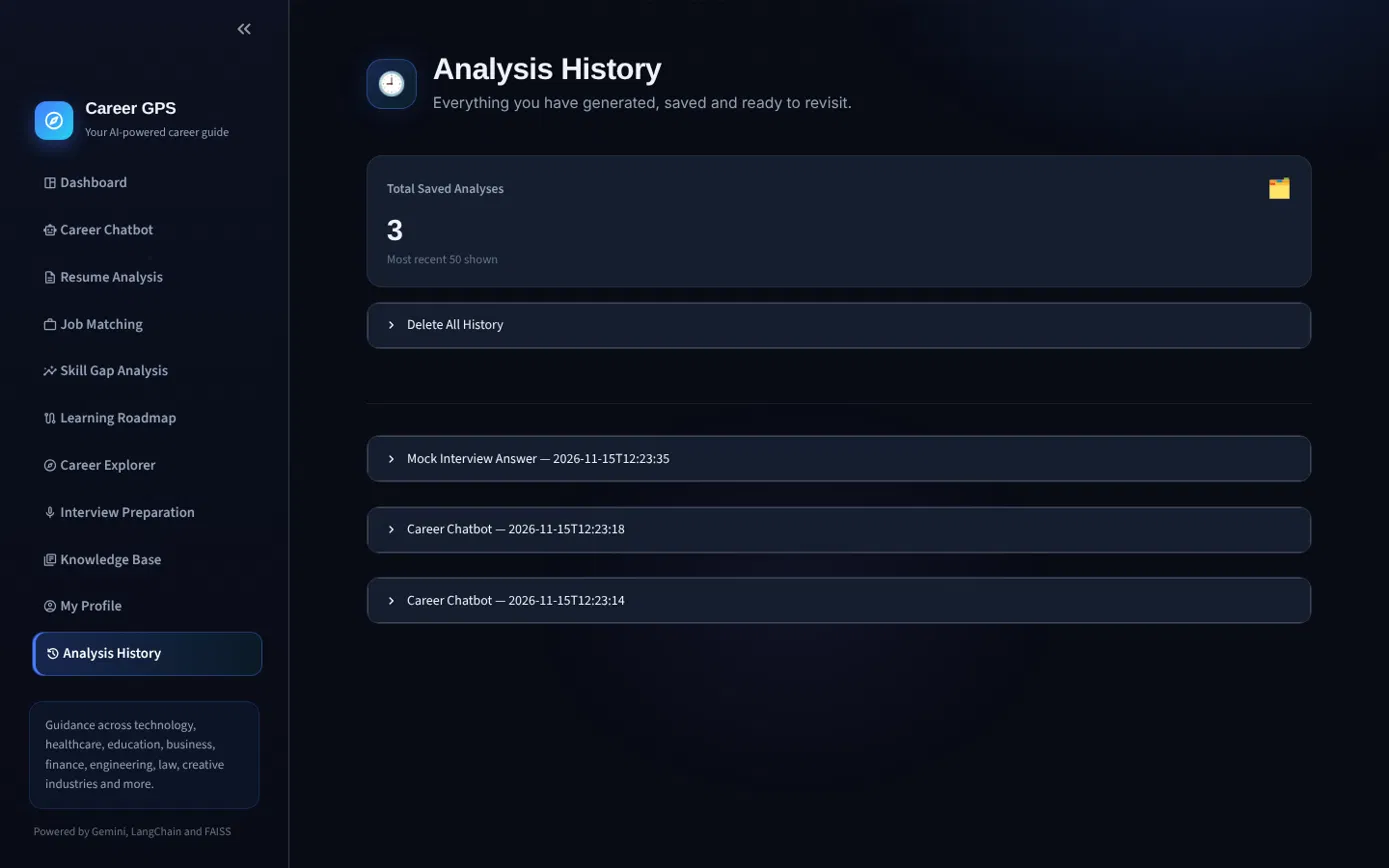 Career GPS
Your AI-powered career guide
Dashboard
Career Chatbot
Resume Analysis
Job Matching
Skill Gap Analysis
Learning Roadmap
Career Explorer
Interview Preparation
Knowledge Base
My Profile
Analysis History
Guidance across technology,
healthcare, education, business,
finance, engineering, law, creative
industries and more.
Powered by Gemini, LangChain and FAISS
Analysis History
Everything you have generated, saved and ready to revisit.
Total Saved Analyses
3
Most recent 50 shown
Delete All History
Mock Interview Answer — 2026-11-15T12:23:35
Career Chatbot — 2026-11-15T12:23:18
Career Chatbot — 2026-11-15T12:23:14